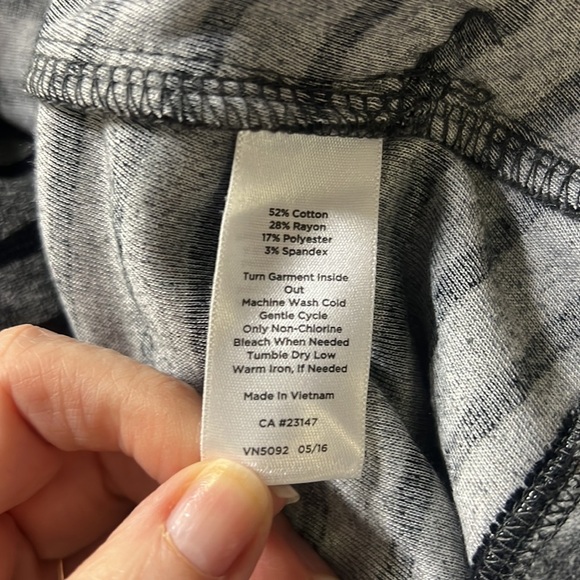 52% Cotton
28% Rayon
17% Polyester
3% Spandex
Turn Garment Inside
Out
Machine Wash Cold
Gentle Cycle
Only Non-Chlorine
Bleach When Needed
Tumble Dry Low
Warm Iron, If Needed
Made In Vietnam
CA #23147
VN5092 05/16